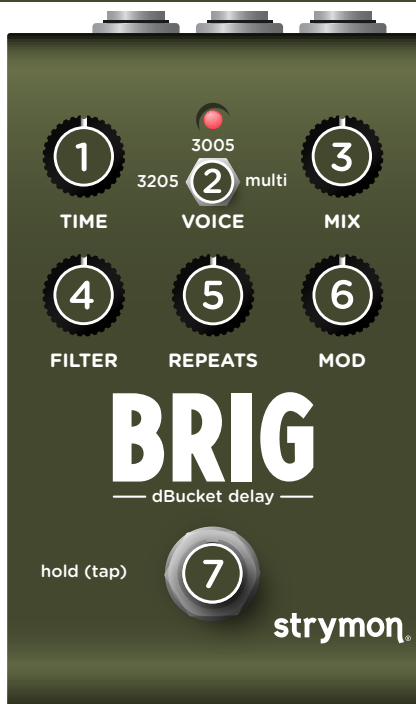 1
3005
3205 2 multi
3
TIME
VOICE
MIX
4
5
6
FILTER
REPEATS
MOD
BRIG
dBucket delay
hold (tap)
7
strymon®